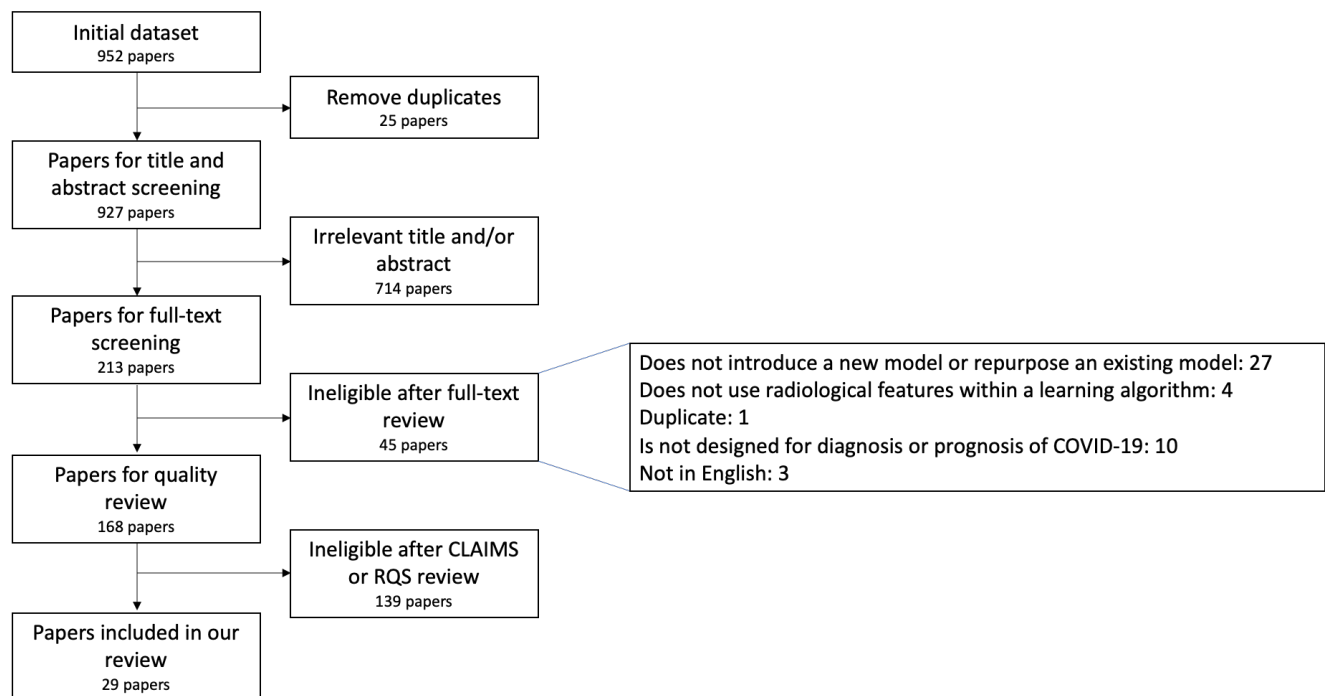 Initial dataset
952 papers
Remove duplicates
25 papers
Papers for title and
abstract screening
927 papers
Irrelevant title and/or
abstract
714 papers
Papers for full-text
screening
213 papers
Ineligible after full-text
review
45 papers
Does not introduce a new model or repurpose an existing model: 27
Does not use radiological features within a learning algorithm: 4
Duplicate: 1
Is not designed for diagnosis or prognosis of COVID-19: 10
Not in English: 3
Papers for quality
review
168 papers
Ineligible after CLAIMS
or RQS review
139 papers
Papers included in our
review
29 papers